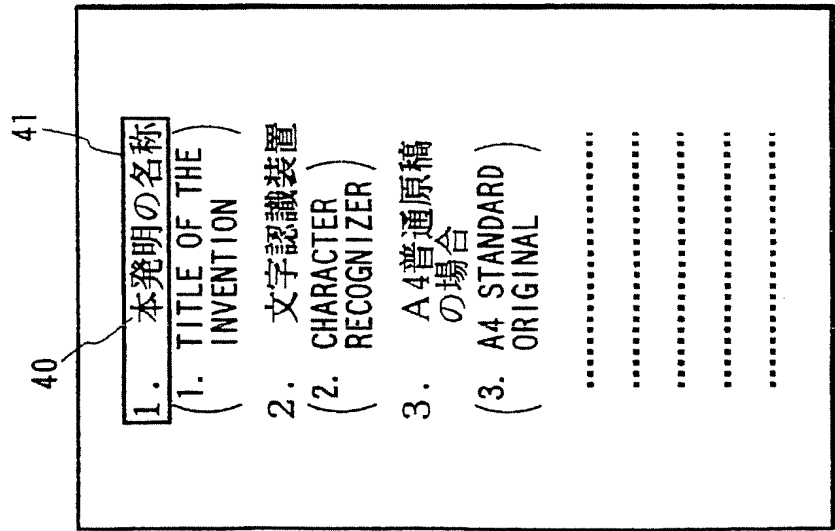 41
40
1. 本発明の名称
(1. TITLE OF THE
INVENTION)
2. 文字認識装置
(2. CHARACTER
RECOGNIZER)
3. A4普通原稿
の場合
(3. A4 STANDARD
ORIGINAL)